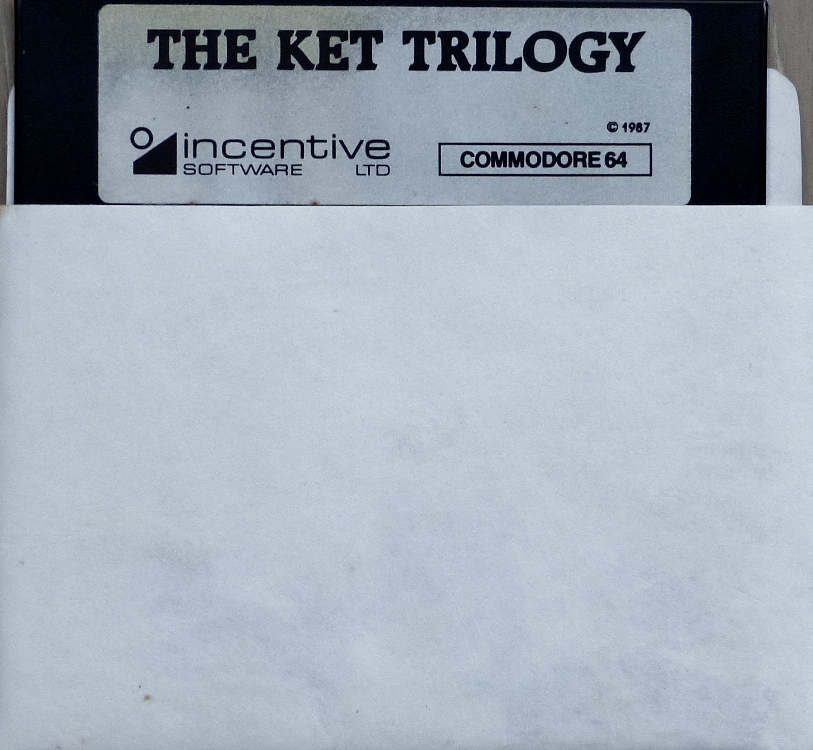 THE KET TRILOGY
© 1987
incentive
SOFTWARE LTD
COMMODORE 64